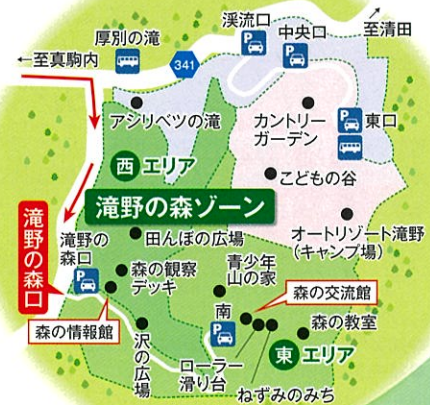 渓流口
P
中央口
P
至清田
厚別の滝
←至真駒内
341
アシリベツの滝
カントリー
ガーデン
P
東口
西 エリア
こどもの谷
滝野の森ゾーン
オートリゾート滝野
(キャンプ場)
滝野の森口
滝野の
森口
P
田んぼの広場
森の観察
デッキ
青少年
山の家
森の交流館
南
P
森の教室
森の情報館
沢の広場
東 エリア
ローラー
滑り台
ねずみのみち